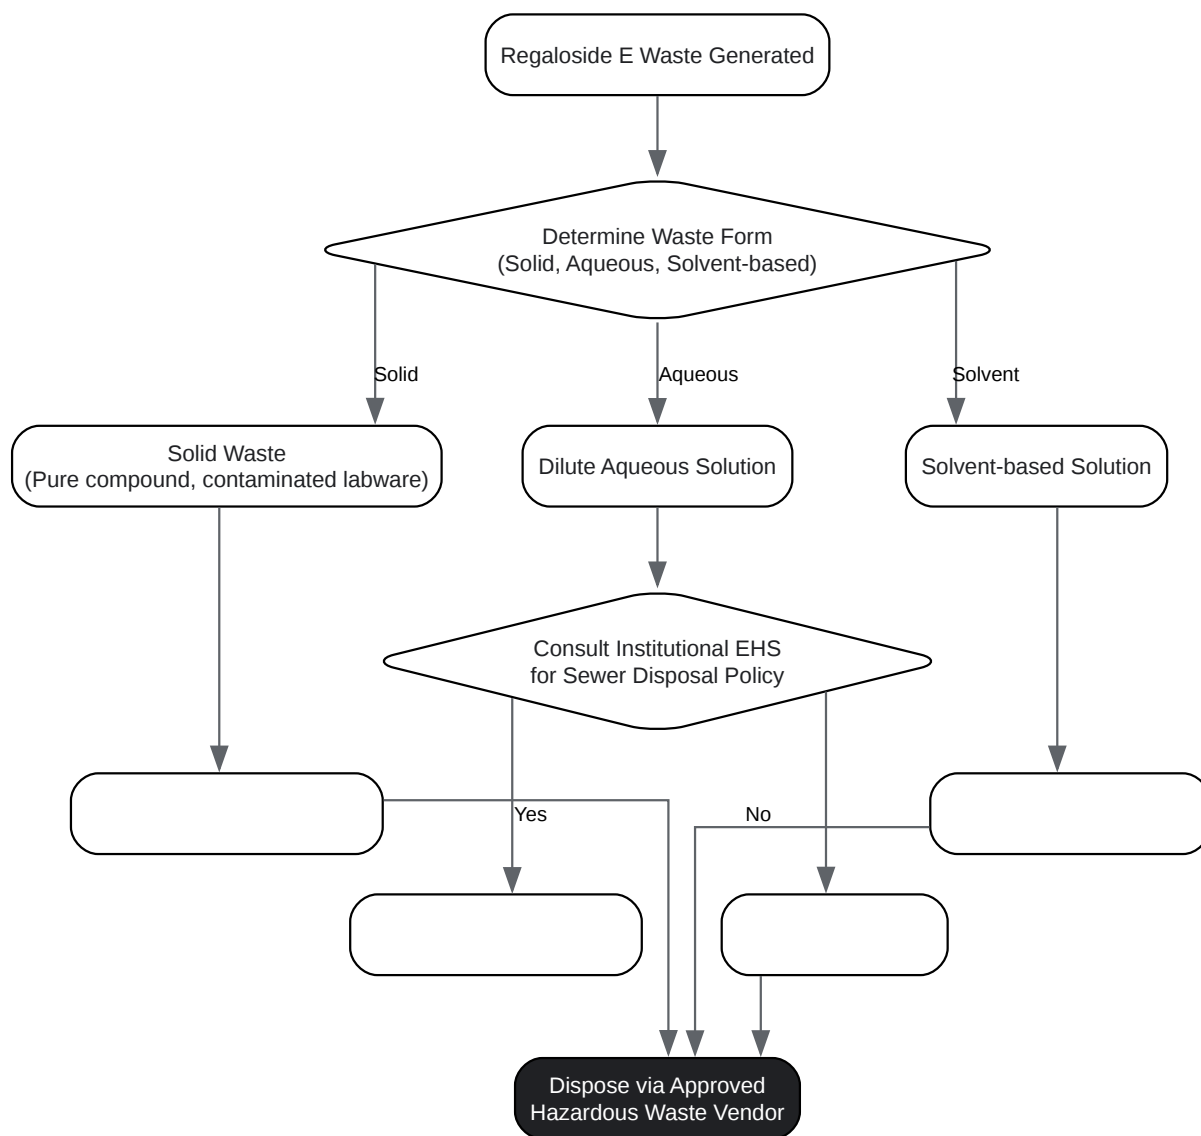 Regaloside E Waste Generated
Determine Waste Form
(Solid, Aqueous, Solvent-based)
Solid
Aqueous
Solvent
Solid Waste
(Pure compound, contaminated labware)
Dilute Aqueous Solution
Solvent-based Solution
Consult Institutional EHS
for Sewer Disposal Policy
Yes
No
Dispose via Approved
Hazardous Waste Vendor